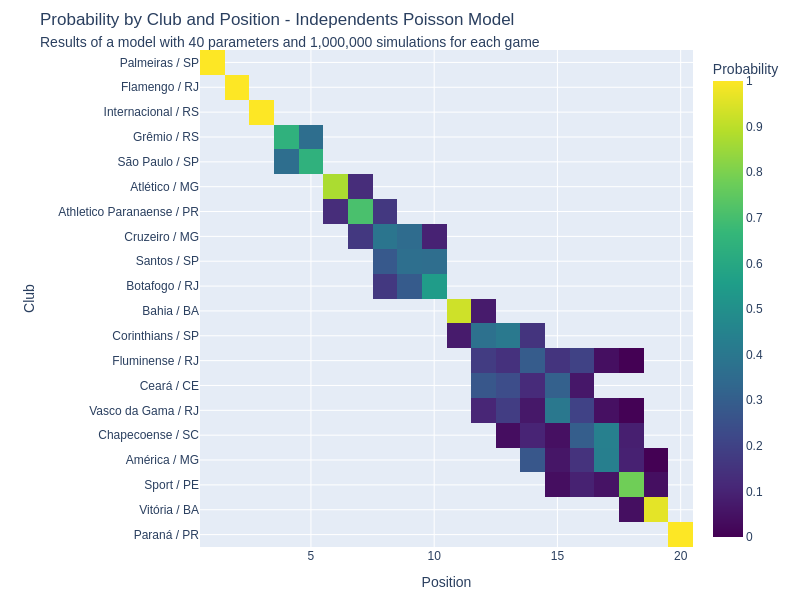 Probability by Club and Position - Independents Poisson Model
Results of a model with 40 parameters and 1,000,000 simulations for each game
Palmeiras / SP
Flamengo / RJ
Internacional / RS
Grêmio / RS
São Paulo / SP
Atlético / MG
Athletico Paranaense / PR
Cruzeiro / MG
Santos / SP
Botafogo / RJ
Bahia / BA
Corinthians / SP
Fluminense / RJ
Ceará / CE
Vasco da Gama / RJ
Chapecoense / SC
América / MG
Sport / PE
Vitória / BA
Paraná / PR
Club
5
10
15
20
Position
Probability
1
0.9
0.8
0.7
0.6
0.5
0.4
0.3
0.2
0.1
0